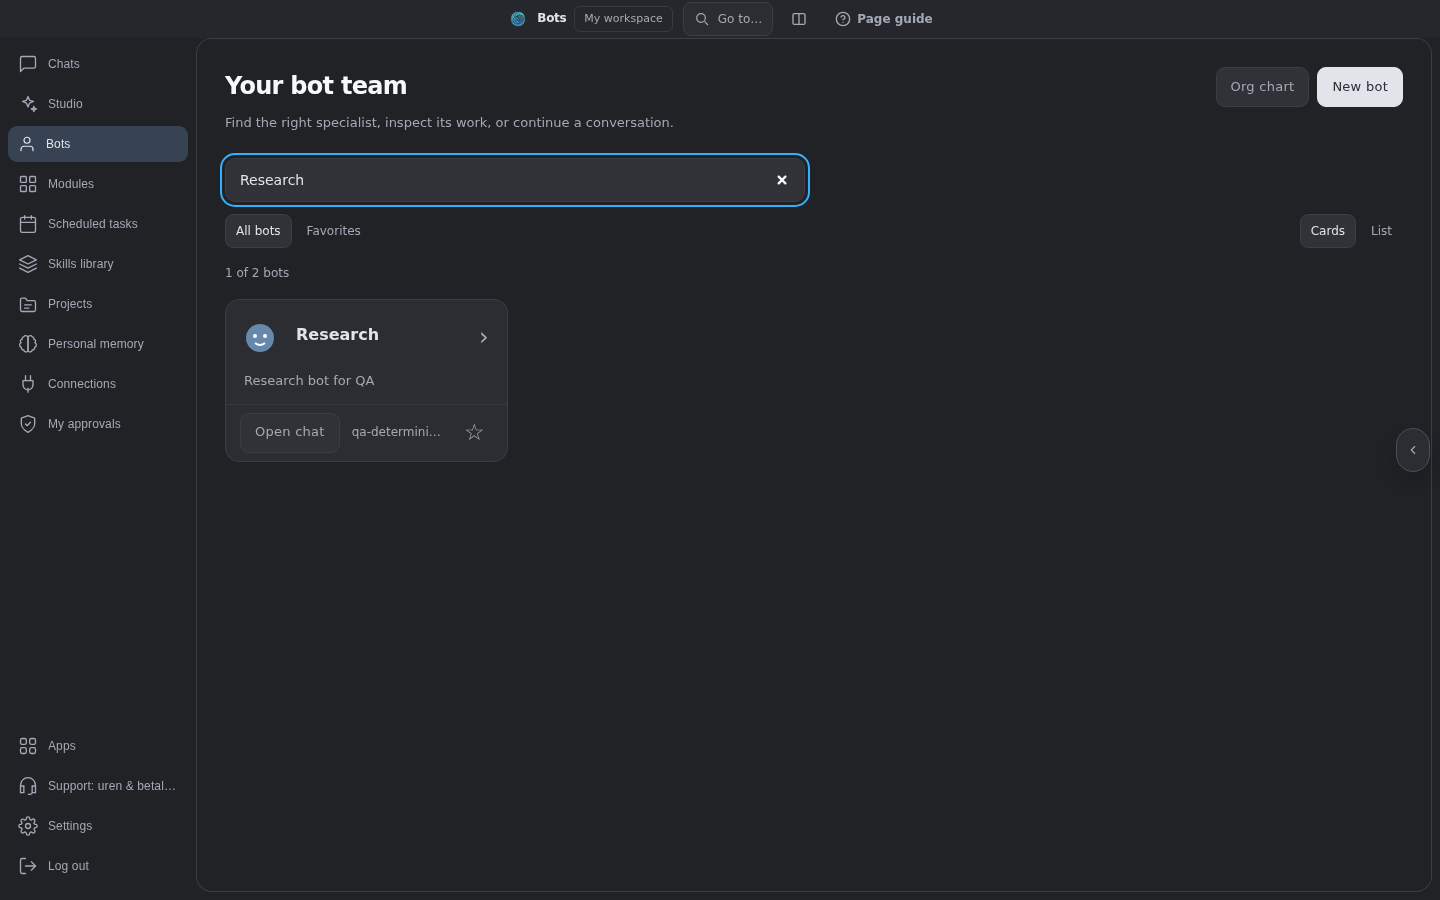 Bots
My workspace
Go to...
Page guide
Chats
Studio
Bots
Modules
Scheduled tasks
Skills library
Projects
Personal memory
Connections
My approvals
Apps
Support: uren & betal...
Settings
Log out
Your bot team
Find the right specialist, inspect its work, or continue a conversation.
Org chart
New bot
Research
All bots
Favorites
Cards
List
1 of 2 bots
Research
Research bot for QA
Open chat
qa-determini...